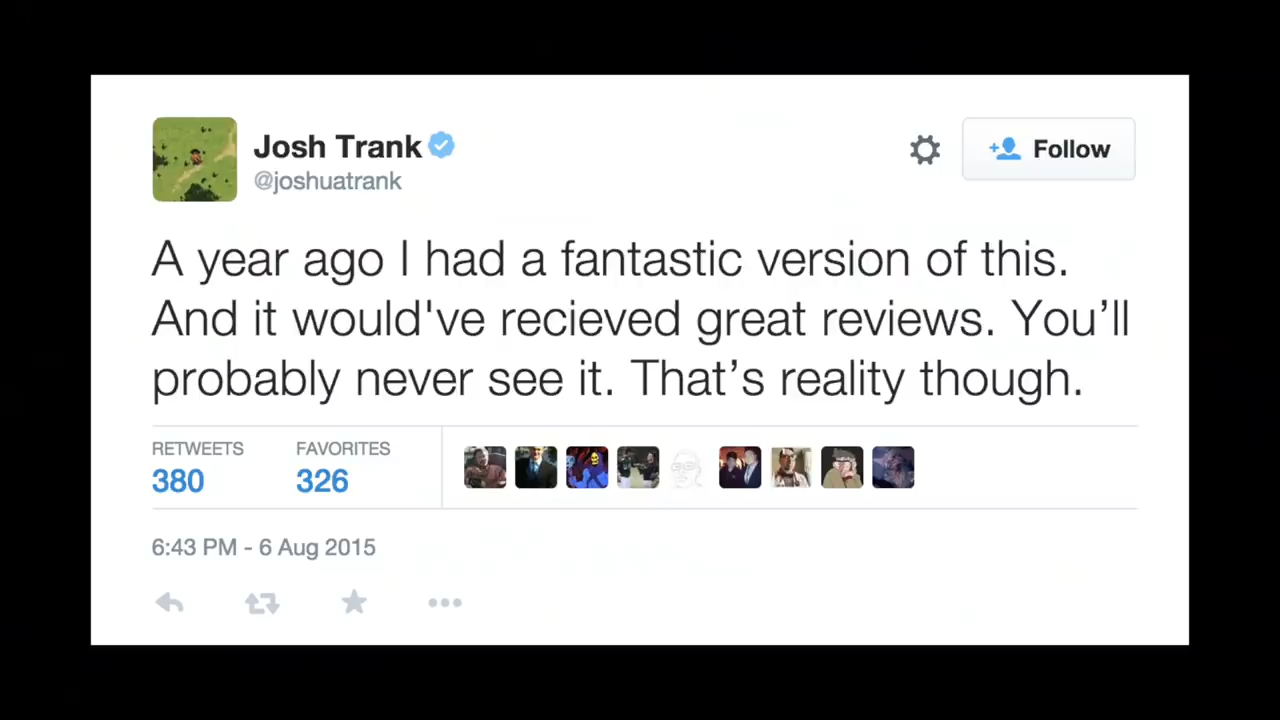 Josh Trank
@joshuatrank
Follow
A year ago I had a fantastic version of this.
And it would've recieved great reviews. You’ll
probably never see it. That’s reality though.
RETWEETS FAVORITES
380 326
6:43 PM - 6 Aug 2015